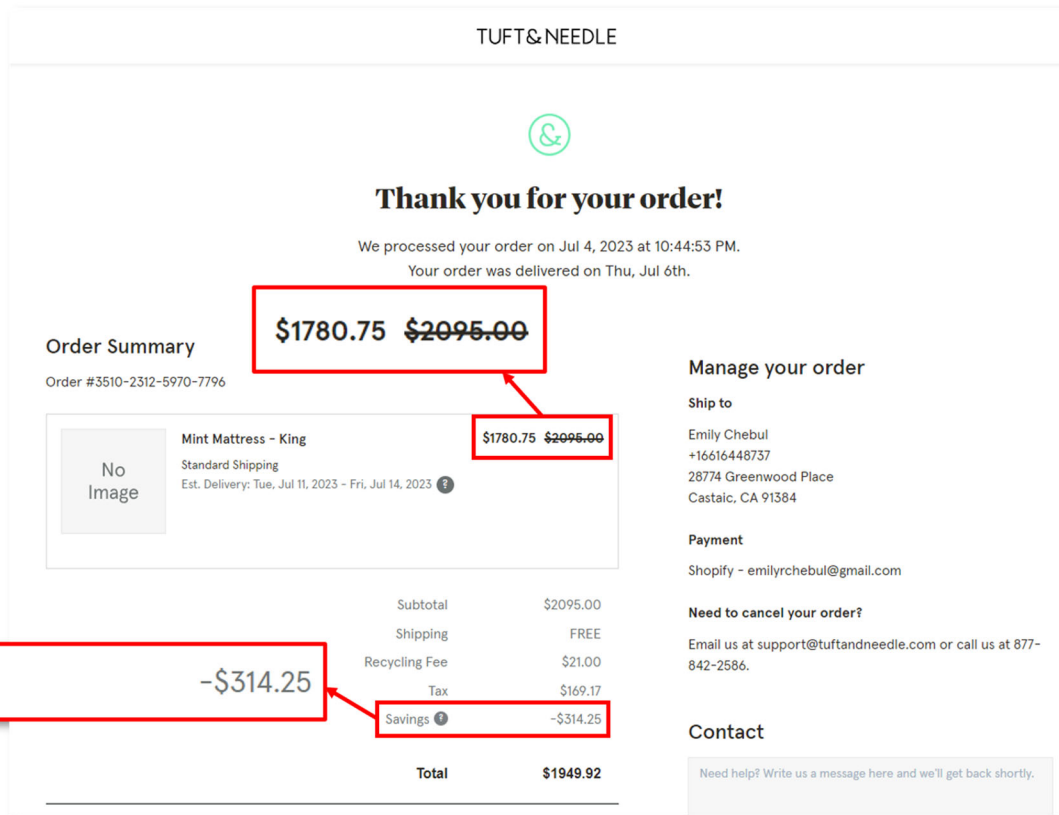 TUFT&NEEDLE
&
Thank you for your order!
We processed your order on Jul 4, 2023 at 10:44:53 PM.
Your order was delivered on Thu, Jul 6th.
$1780.75 $2095.00
Order Summary
Order #3510-2312-5970-7796
No
Image
Mint Mattress - King
$1780.75 $2095.00
Standard Shipping
Est. Delivery: Tue, Jul 11, 2023 - Fri, Jul 14, 2023 ?
Subtotal $2095.00
Shipping FREE
Recycling Fee $21.00
Tax $169.17
Savings ? -$314.25
-$314.25
Total $1949.92
Manage your order
Ship to
Emily Chebul
+16616448737
28774 Greenwood Place
Castaic, CA 91384
Payment
Shopify - emilyrchebul@gmail.com
Need to cancel your order?
Email us at support@tuftandneedle.com or call us at 877-
842-2586.
Contact
Need help? Write us a message here and we'll get back shortly.